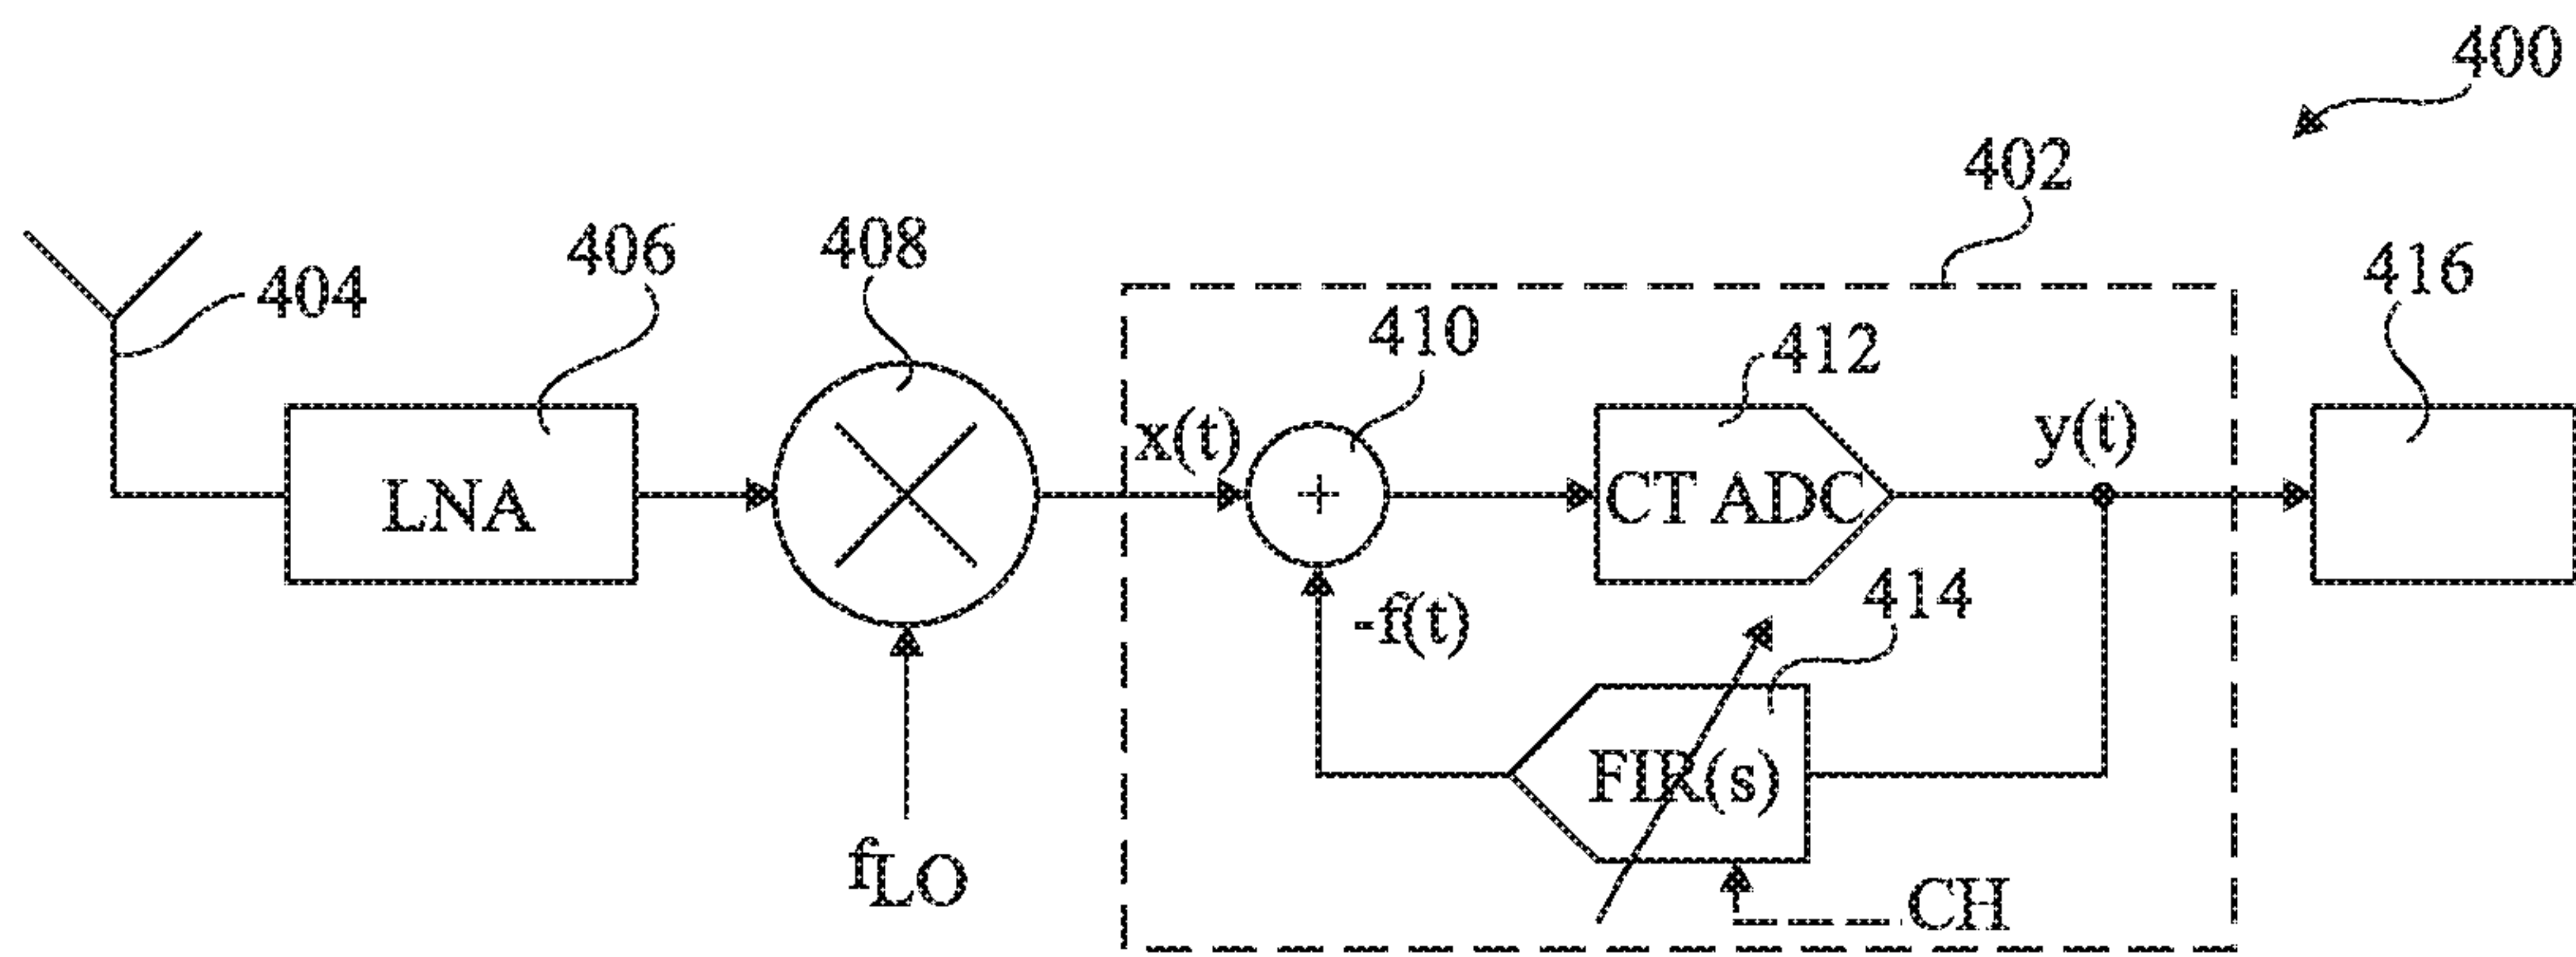 400
402
404
406
408
410
412
416
x(t)
y(t)
LNA
+
CT ADC
-f(t)
414
FIR(s)
fLO
CH